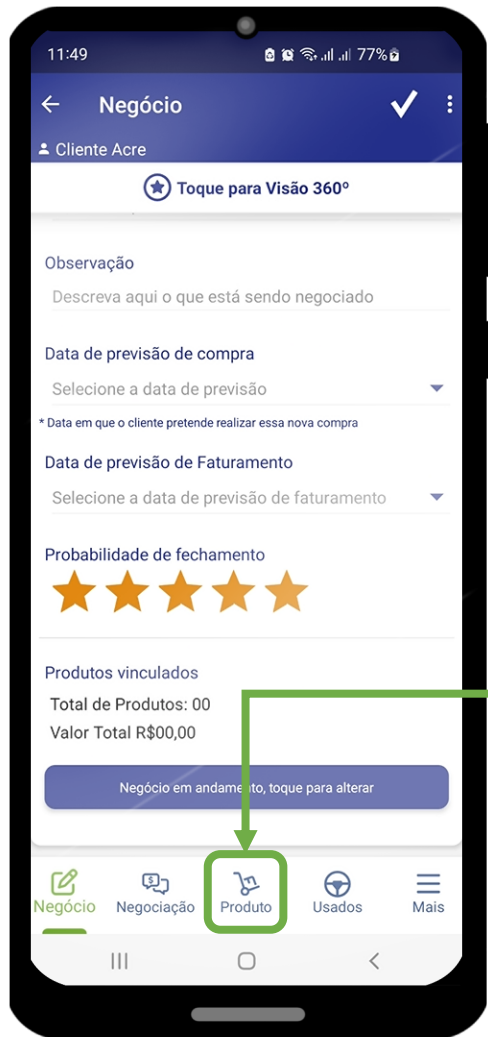 11:49 77%
Negócio
Cliente Acre
Toque para Visão 360º
Observação
Descreva aqui o que está sendo negociado
Data de previsão de compra
Selecione a data de previsão
* Data em que o cliente pretende realizar essa nova compra
Data de previsão de Faturamento
Selecione a data de previsão de faturamento
Probabilidade de fechamento
Produtos vinculados
Total de Produtos: 00
Valor Total R$00,00
Negócio em andamento, toque para alterar
Negócio Negociação Produto Usados Mais